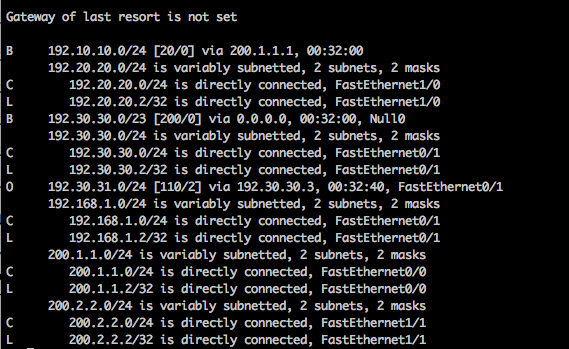 Gateway of last resort is not set
B 192.10.10.0/24 [20/0] via 200.1.1.1, 00:32:00
192.20.20.0/24 is variably subnetted, 2 subnets, 2 masks
C 192.20.20.0/24 is directly connected, FastEthernet1/0
L 192.20.20.2/32 is directly connected, FastEthernet1/0
B 192.30.30.0/23 [200/0] via 0.0.0.0, 00:32:00, Null0
192.30.30.0/24 is variably subnetted, 2 subnets, 2 masks
C 192.30.30.0/24 is directly connected, FastEthernet0/1
L 192.30.30.2/32 is directly connected, FastEthernet0/1
O 192.30.31.0/24 [110/2] via 192.30.30.3, 00:32:40, FastEthernet0/1
192.168.1.0/24 is variably subnetted, 2 subnets, 2 masks
C 192.168.1.0/24 is directly connected, FastEthernet0/1
L 192.168.1.2/32 is directly connected, FastEthernet0/1
200.1.1.0/24 is variably subnetted, 2 subnets, 2 masks
C 200.1.1.0/24 is directly connected, FastEthernet0/0
L 200.1.1.2/32 is directly connected, FastEthernet0/0
200.2.2.0/24 is variably subnetted, 2 subnets, 2 masks
C 200.2.2.0/24 is directly connected, FastEthernet1/1
L 200.2.2.2/32 is directly connected, FastEthernet1/1